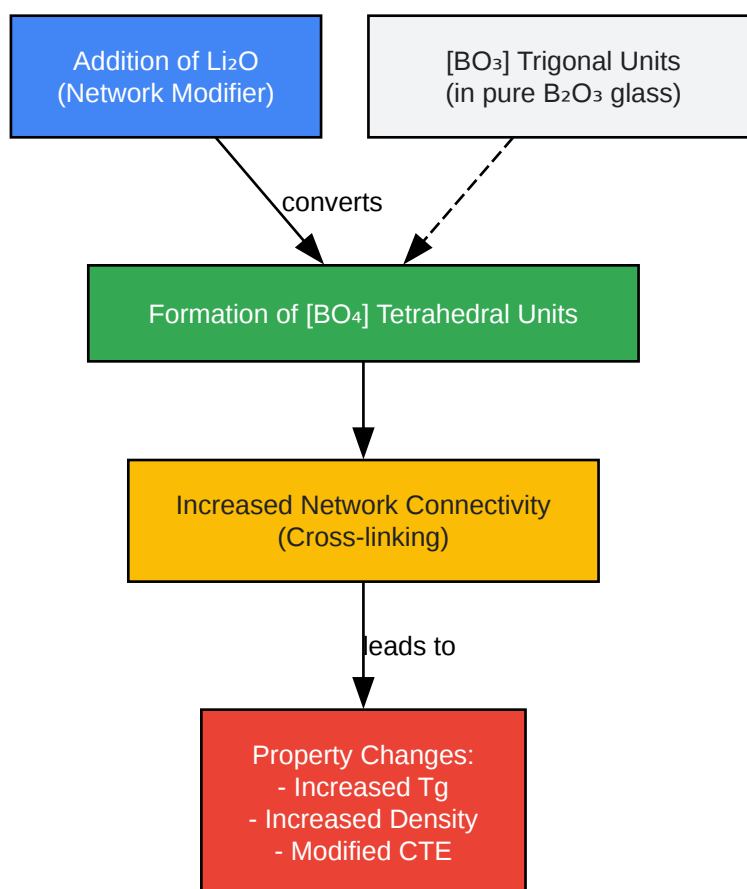 Addition of Li₂O
(Network Modifier)
[BO₃] Trigonal Units
(in pure B₂O₃ glass)
converts
Formation of [BO₄] Tetrahedral Units
Increased Network Connectivity
(Cross-linking)
leads to
Property Changes:
- Increased Tg
- Increased Density
- Modified CTE